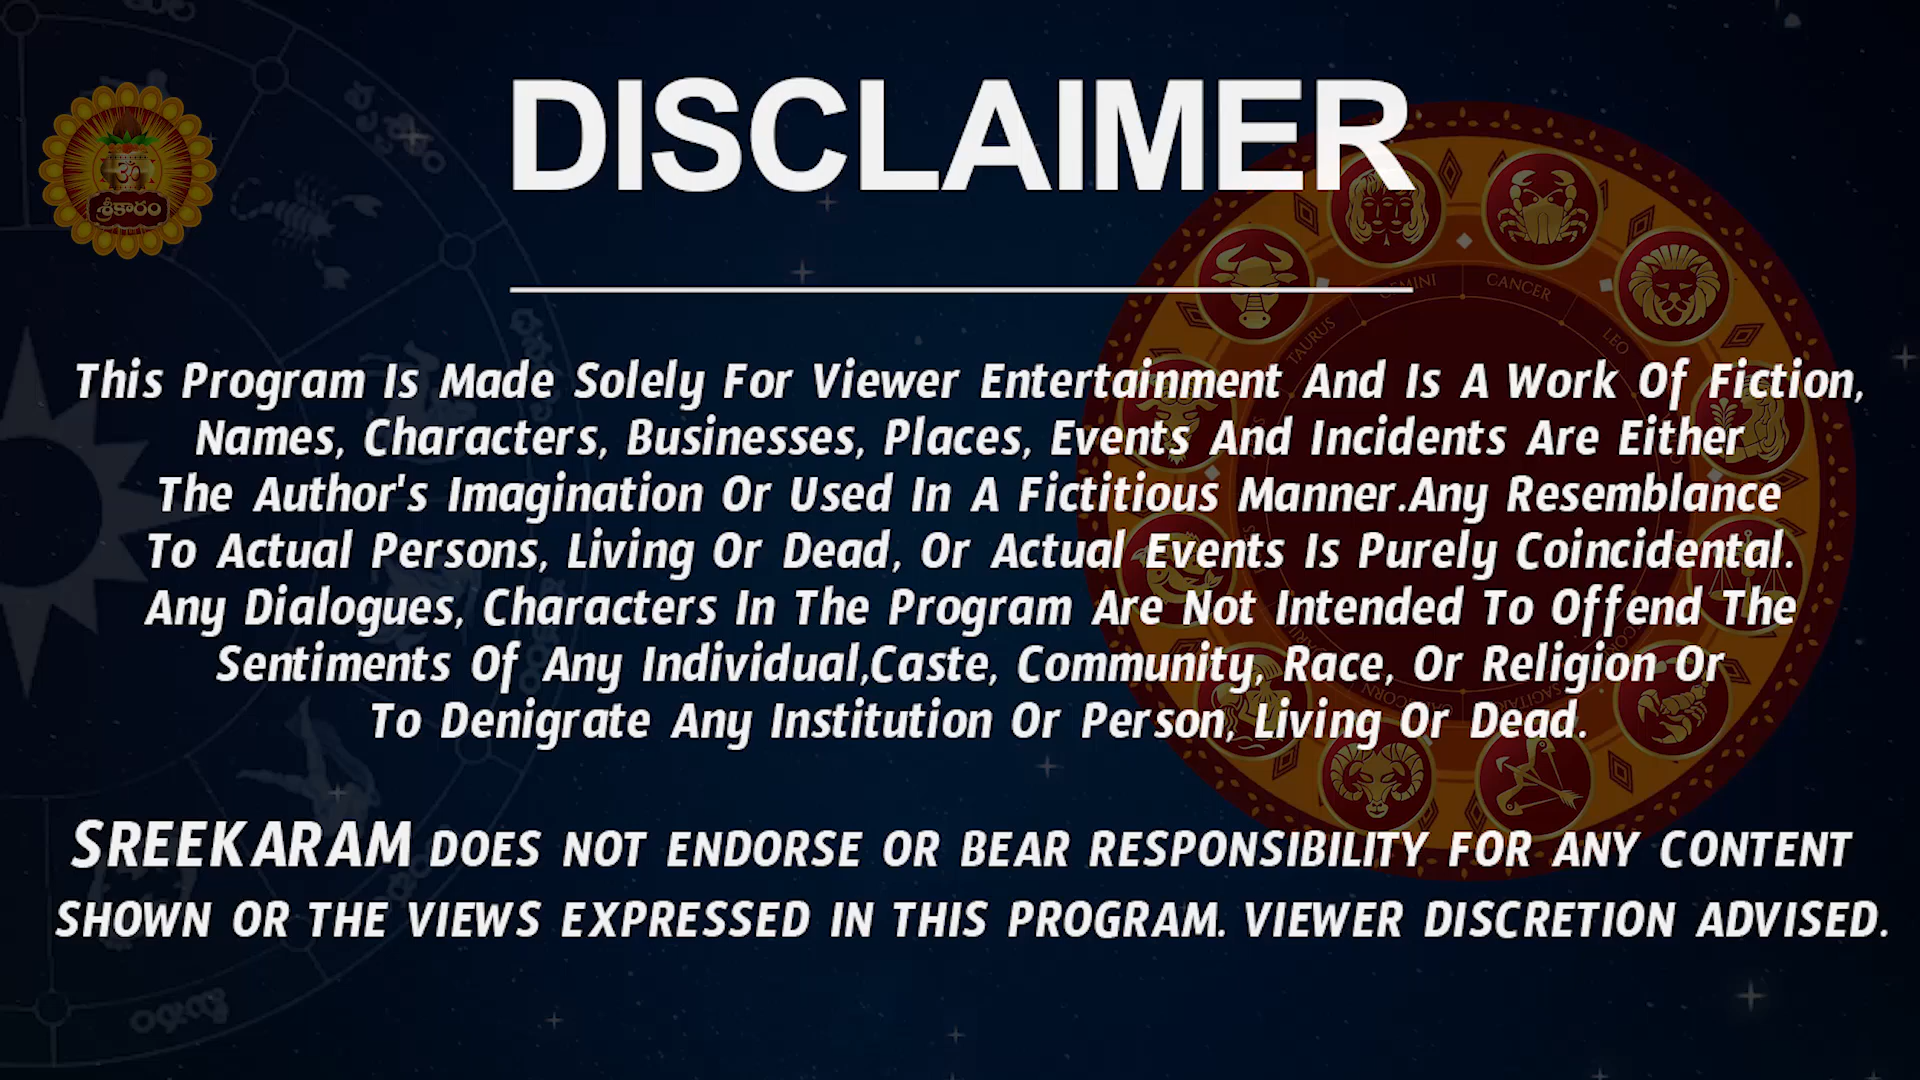 DISCLAIMER
ॐ
శ్రీకారం
GEMINI
CANCER
TAURUS
LEO
This Program Is Made Solely For Viewer Entertainment And Is A Work Of Fiction,
Names, Characters, Businesses, Places, Events And Incidents Are Either
The Author's Imagination Or Used In A Fictitious Manner.Any Resemblance
To Actual Persons, Living Or Dead, Or Actual Events Is Purely Coincidental.
Any Dialogues, Characters In The Program Are Not Intended To Offend The
Sentiments Of Any Individual,Caste, Community, Race, Or Religion Or
To Denigrate Any Institution Or Person, Living Or Dead.
SREEKARAM DOES NOT ENDORSE OR BEAR RESPONSIBILITY FOR ANY CONTENT
SHOWN OR THE VIEWS EXPRESSED IN THIS PROGRAM. VIEWER DISCRETION ADVISED.